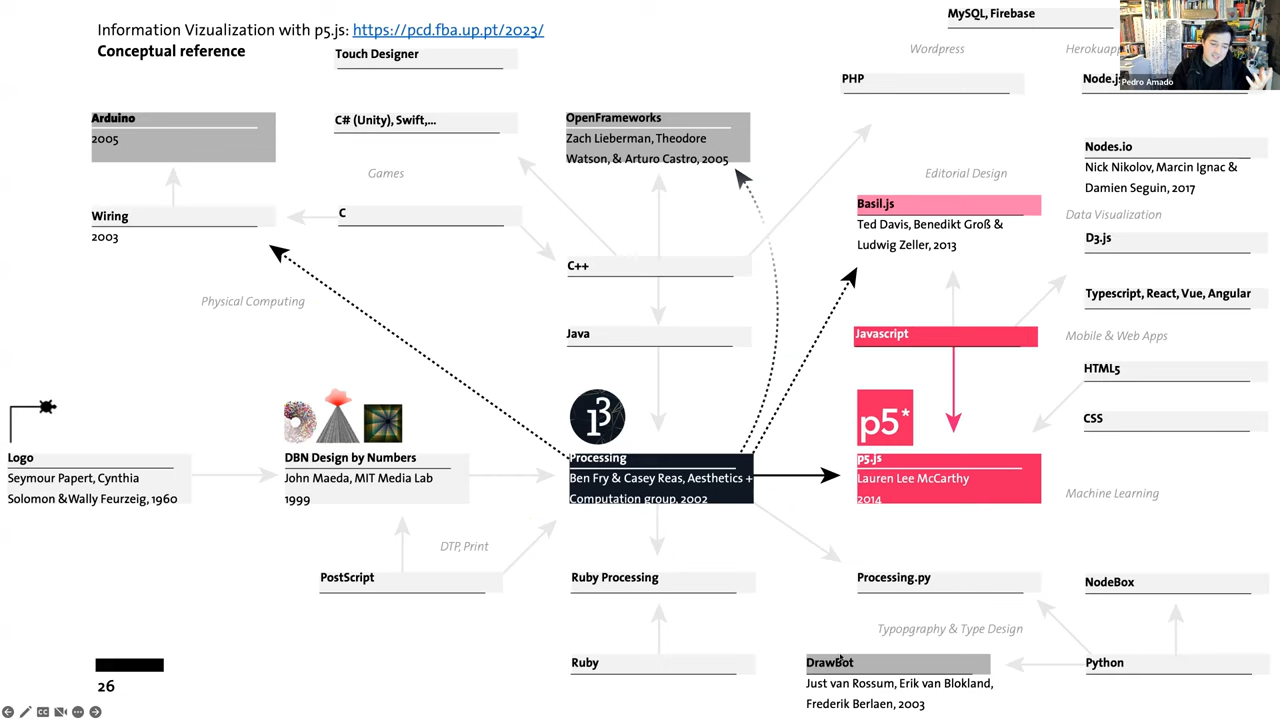 Information Vizualization with p5.js: https://pcd.fba.up.pt/2023/
Conceptual reference
MySQL, Firebase
Wordpress
Pedro Amado
Touch Designer
PHP
Arduino
2005
C# (Unity), Swift,...
OpenFrameworks
Zach Lieberman, Theodore
Watson, & Arturo Castro, 2005
Nodes.io
Nick Nikolov, Marcin Ignac &
Damien Seguin, 2017
Games
Editorial Design
Wiring
2003
C
Basil.js
Ted Davis, Benedikt Groß &
Ludwig Zeller, 2013
Data Visualization
D3.js
C++
Physical Computing
Typescript, React, Vue, Angular
Java
Javascript
Mobile & Web Apps
HTML5
CSS
p5*
Logo
Seymour Papert, Cynthia
Solomon &Wally Feurzeig, 1960
DBN Design by Numbers
John Maeda, MIT Media Lab
1999
Processing
Ben Fry & Casey Reas, Aesthetics +
Computation group, 2002
p5.js
Lauren Lee McCarthy
2014
Machine Learning
DTP, Print
PostScript
Ruby Processing
Processing.py
NodeBox
Typopgraphy & Type Design
Ruby
DrawBot
Just van Rossum, Erik van Blokland,
Frederik Berlaen, 2003
Python
26